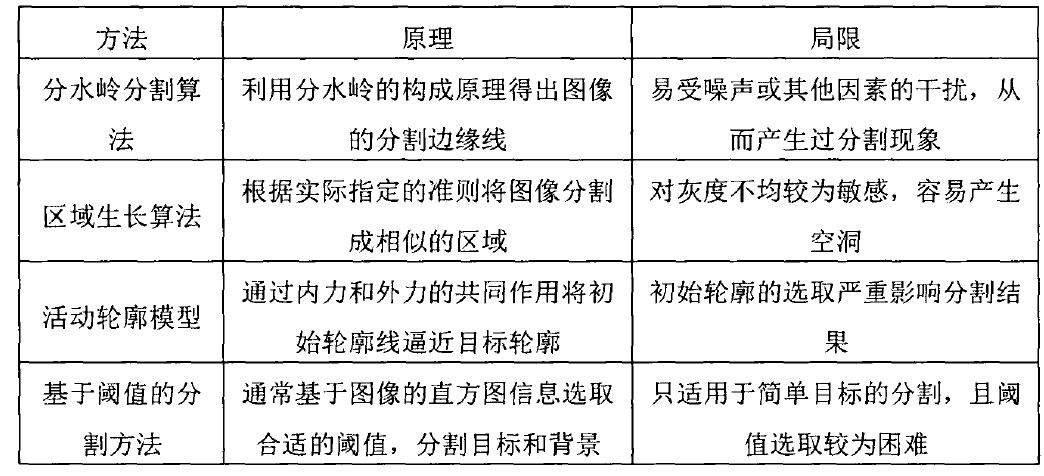 方法
原理
局限
分水岭分割算
法
利用分水岭的构成原理得出图像
的分割边缘线
易受噪声或其他因素的干扰，从
而产生过分割现象
区域生长算法
根据实际指定的准则将图像分割
成相似的区域
对灰度不均较为敏感，容易产生
空洞
活动轮廓模型
通过内力和外力的共同作用将初
始轮廓线逼近目标轮廓
初始轮廓的选取严重影响分割结
果
基于阈值的分
割方法
通常基于图像的直方图信息选取
合适的阈值，分割目标和背景
只适用于简单目标的分割，且阈
值选取较为困难